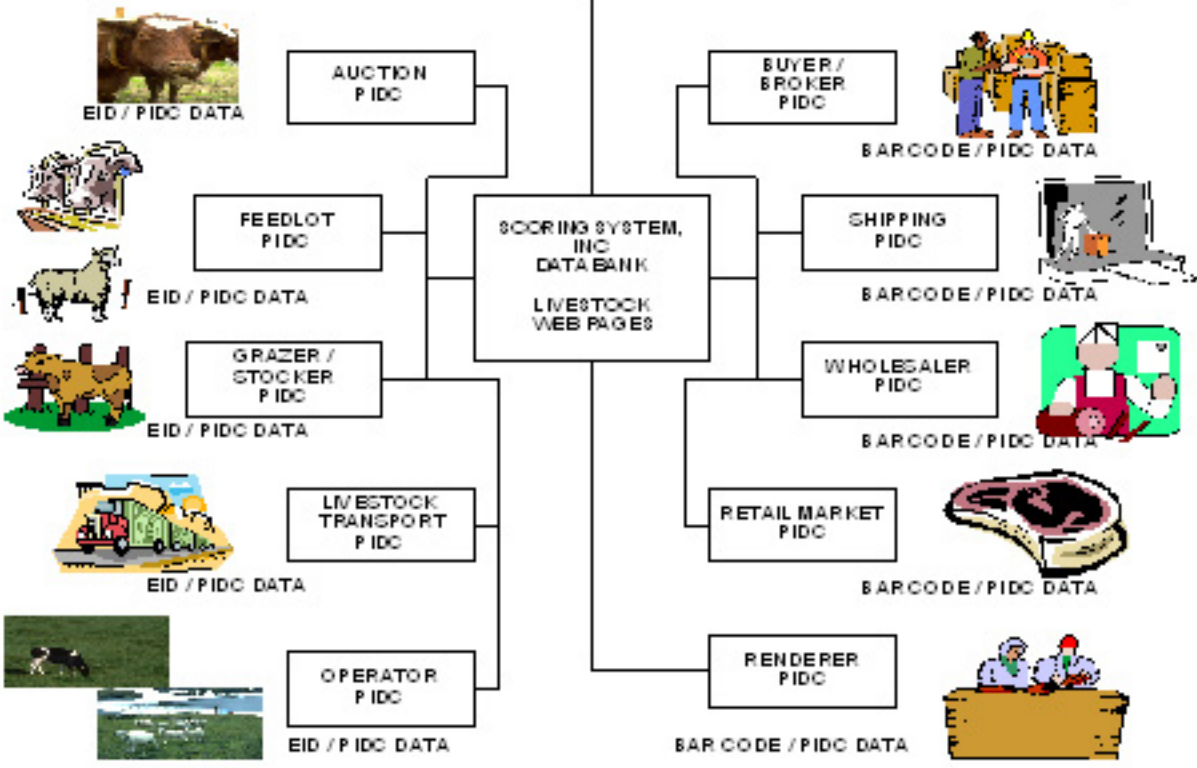 AUCTION
PIDC
EID / PIDC DATA
BUYER /
BROKER
PIDC
BARCODE / PIDC DATA
FEEDLOT
PIDC
EID / PIDC DATA
SCORING SYSTEM,
INC
DATA BANK
LIVESTOCK
WEB PAGES
SHIPPING
PIDC
BARCODE / PIDC DATA
GRAZER /
STOCKER
PIDC
EID / PIDC DATA
WHOLESALER
PIDC
BARCODE / PIDC DATA
LIVESTOCK
TRANSPORT
PIDC
EID / PIDC DATA
RETAIL MARKET
PIDC
BARCODE / PIDC DATA
OPERATOR
PIDC
EID / PIDC DATA
RENDERER
PIDC
BAR CODE / PIDC DATA